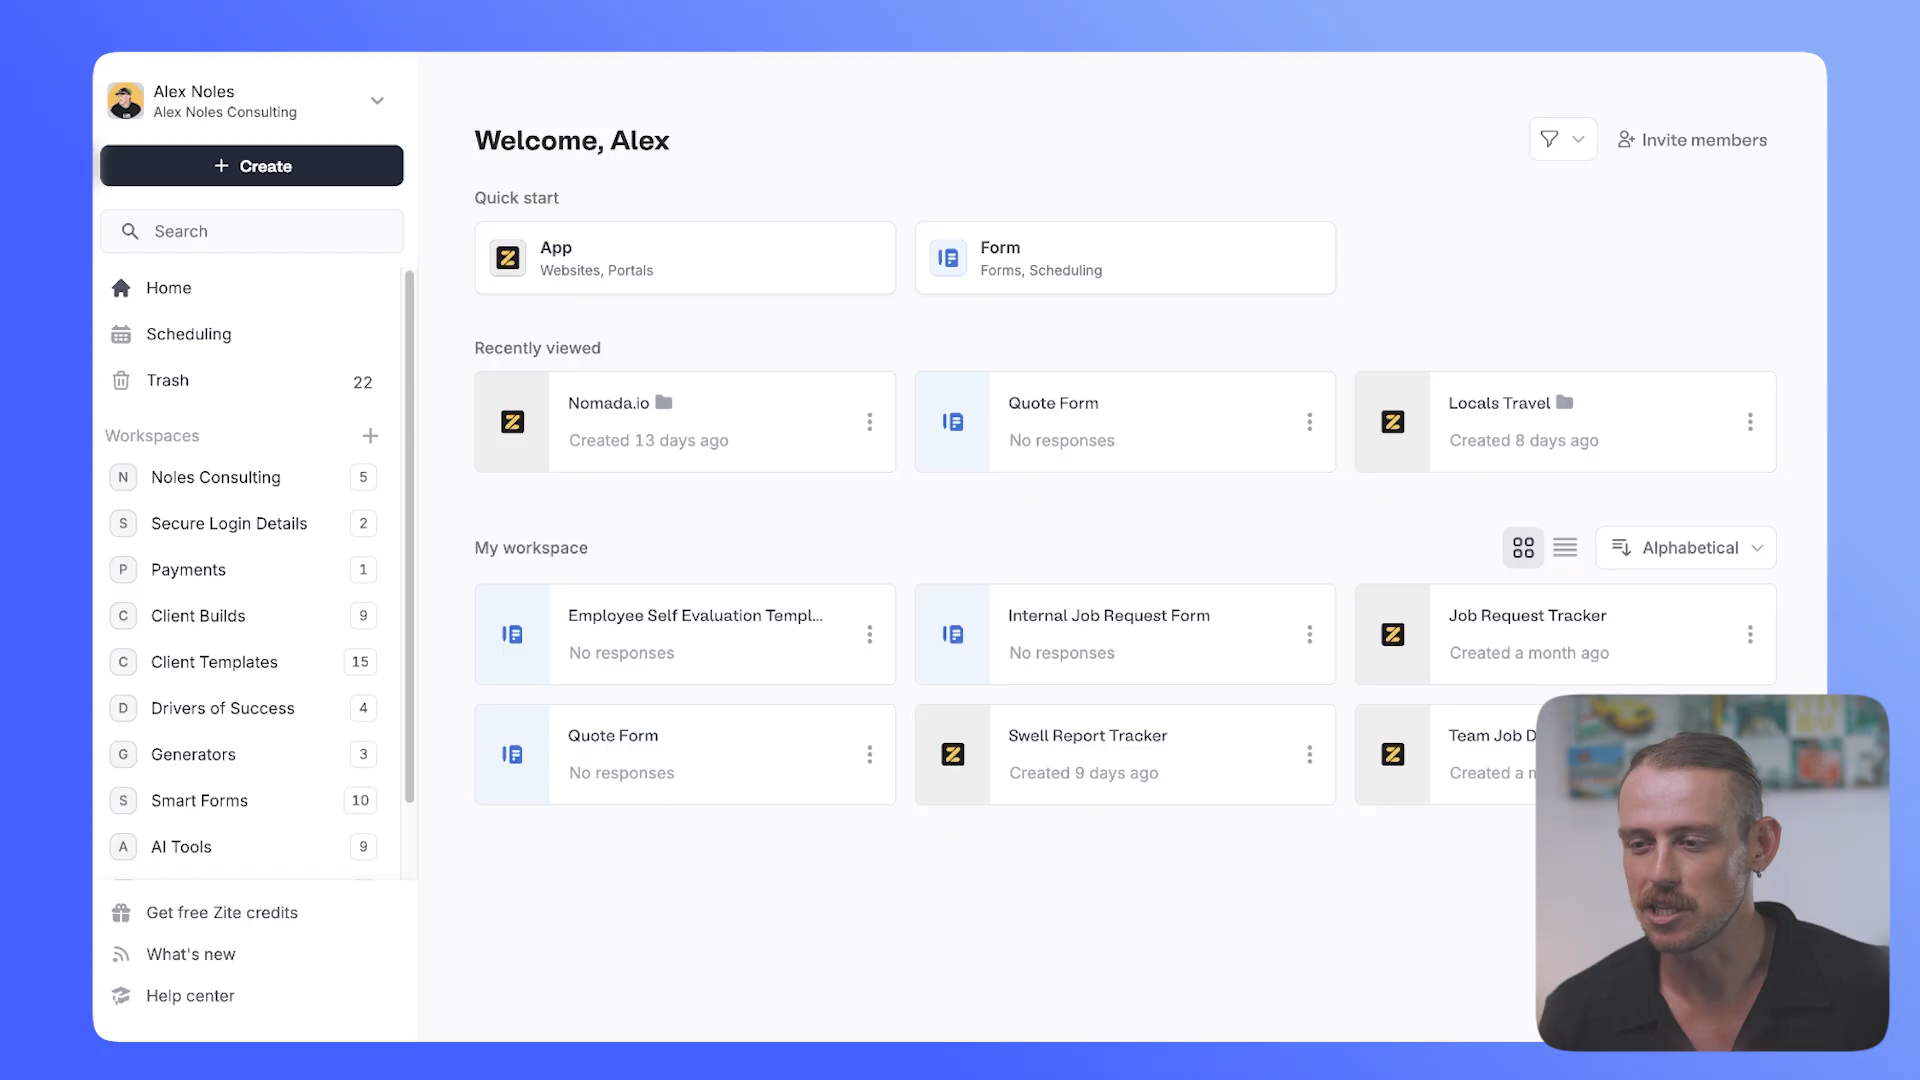 Alex Noles
Alex Noles Consulting
Create
Search
Home
Scheduling
Trash 22
Workspaces
N Noles Consulting 5
S Secure Login Details 2
P Payments 1
C Client Builds 9
C Client Templates 15
D Drivers of Success 4
G Generators 3
S Smart Forms 10
A AI Tools 9
Get free Zite credits
What's new
Help center
Welcome, Alex
Invite members
Quick start
App
Websites, Portals
Form
Forms, Scheduling
Recently viewed
Nomada.io
Created 13 days ago
Quote Form
No responses
Locals Travel
Created 8 days ago
My workspace
Alphabetical
Employee Self Evaluation Templ...
No responses
Internal Job Request Form
No responses
Job Request Tracker
Created a month ago
Quote Form
No responses
Swell Report Tracker
Created 9 days ago
Team Job D
Created a m